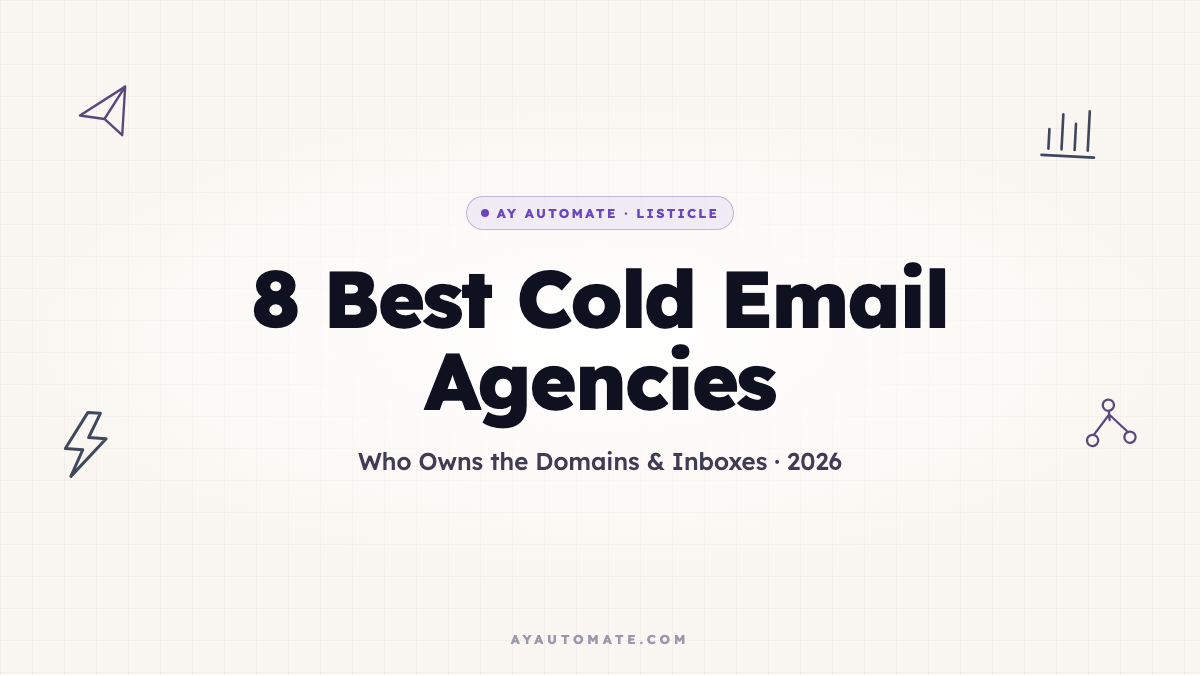 AY AUTOMATE · LISTICLE
8 Best Cold Email
Agencies
Who Owns the Domains & Inboxes · 2026
AYAUTOMATE.COM